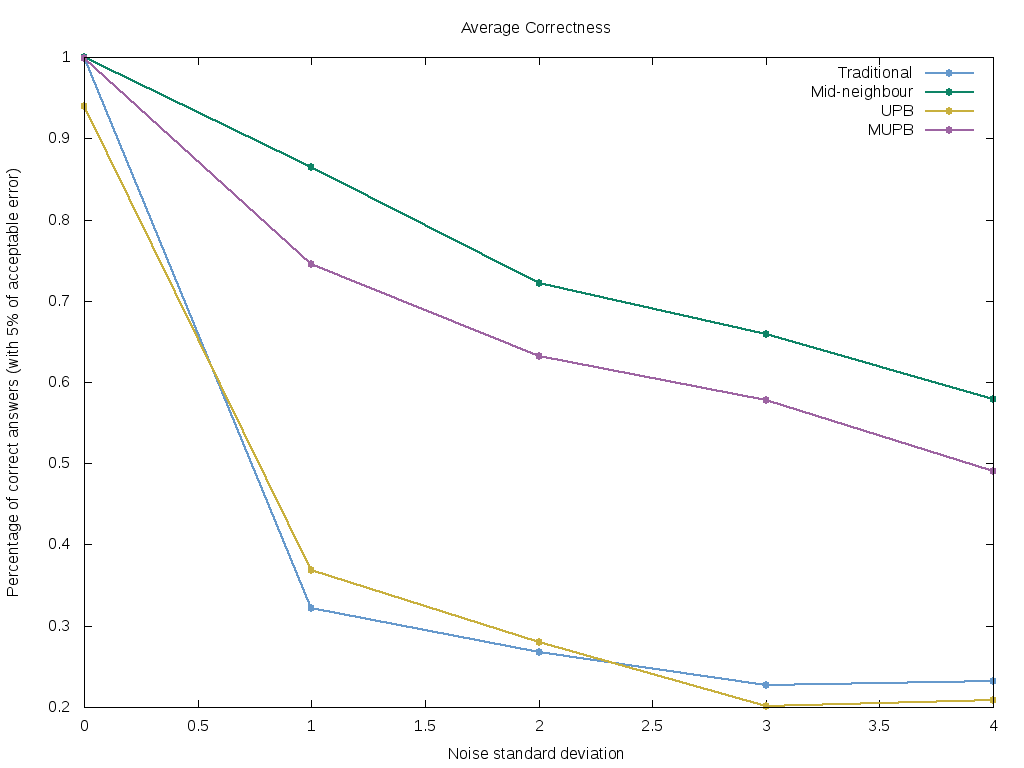 Average Correctness
Traditional
Mid-neighbour
UPB
MUPB
Percentage of correct answers (with 5% of acceptable error)
1
0.9
0.8
0.7
0.6
0.5
0.4
0.3
0.2
0 0.5 1 1.5 2 2.5 3 3.5 4
Noise standard deviation